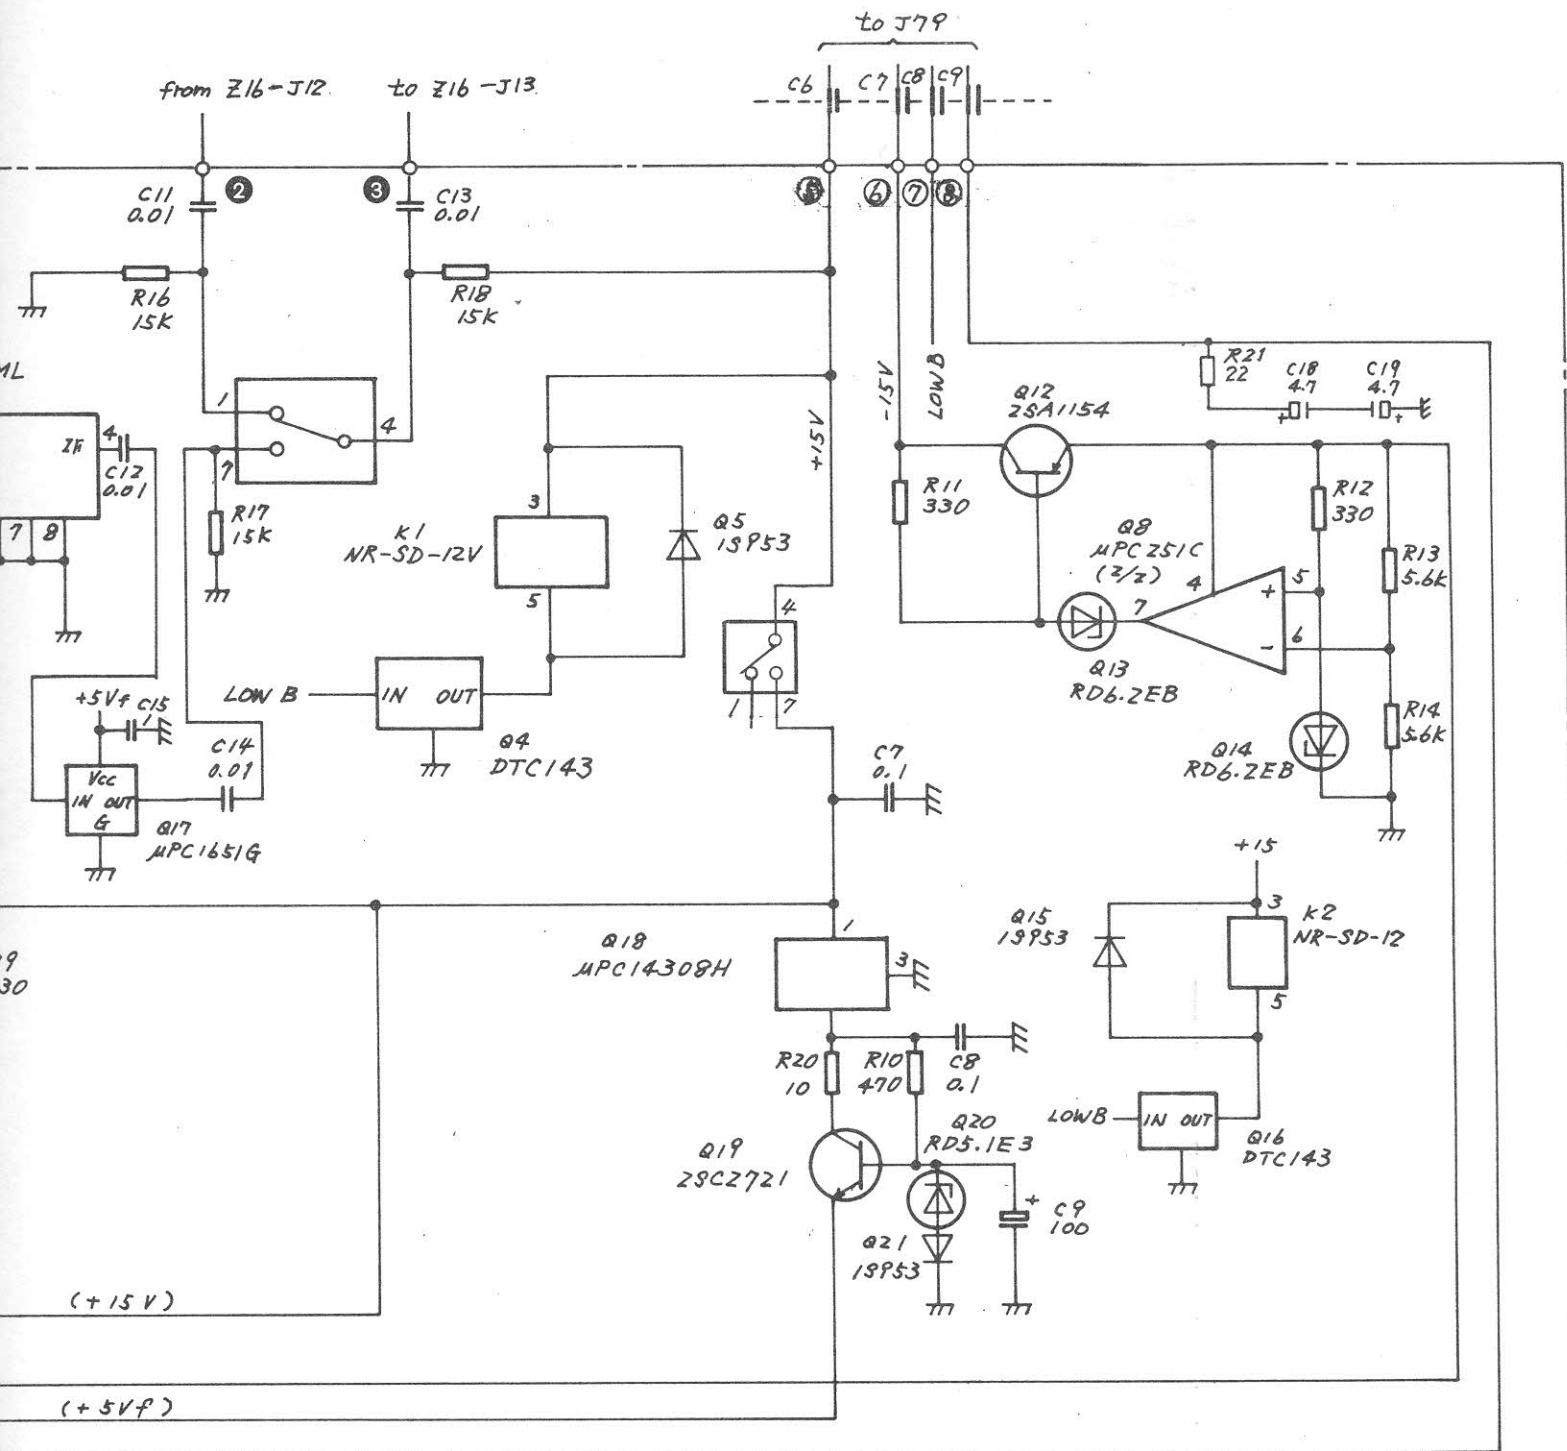 to J79
from Z16-J12
to Z16-J13
C6
C7
C8
C9
C11
0.01
2
3
C13
0.01
6
7
8
R16
15K
R18
15K
ML
1
4
7
R17
15K
IF
4
C12
0.01
7
8
K1
NR-SD-12V
3
5
Q5
1S953
+15V
-15V
LOW B
Q12
2SA1154
R21
22
C18
4.7
+
C19
4.7
+
R11
330
R12
330
Q8
μPC251C
(2/2)
4
5
+
6
-
7
R13
5.6K
Q13
RD6.2EB
R14
5.6K
Q14
RD6.2EB
4
1
7
LOW B
IN OUT
Q4
DTC143
+5Vf
C15
1
Vcc
IN OUT
G
Q17
μPC1651G
C14
0.01
C7
0.1
+15
3
5
K2
NR-SD-12
Q15
1S953
LOWB
IN OUT
Q16
DTC143
9
30
Q18
μPC14308H
1
3
R20
10
R10
470
C8
0.1
Q19
2SC2721
Q20
RD5.1E3
Q21
1S953
+
C9
100
(+15V)
(+5Vf)